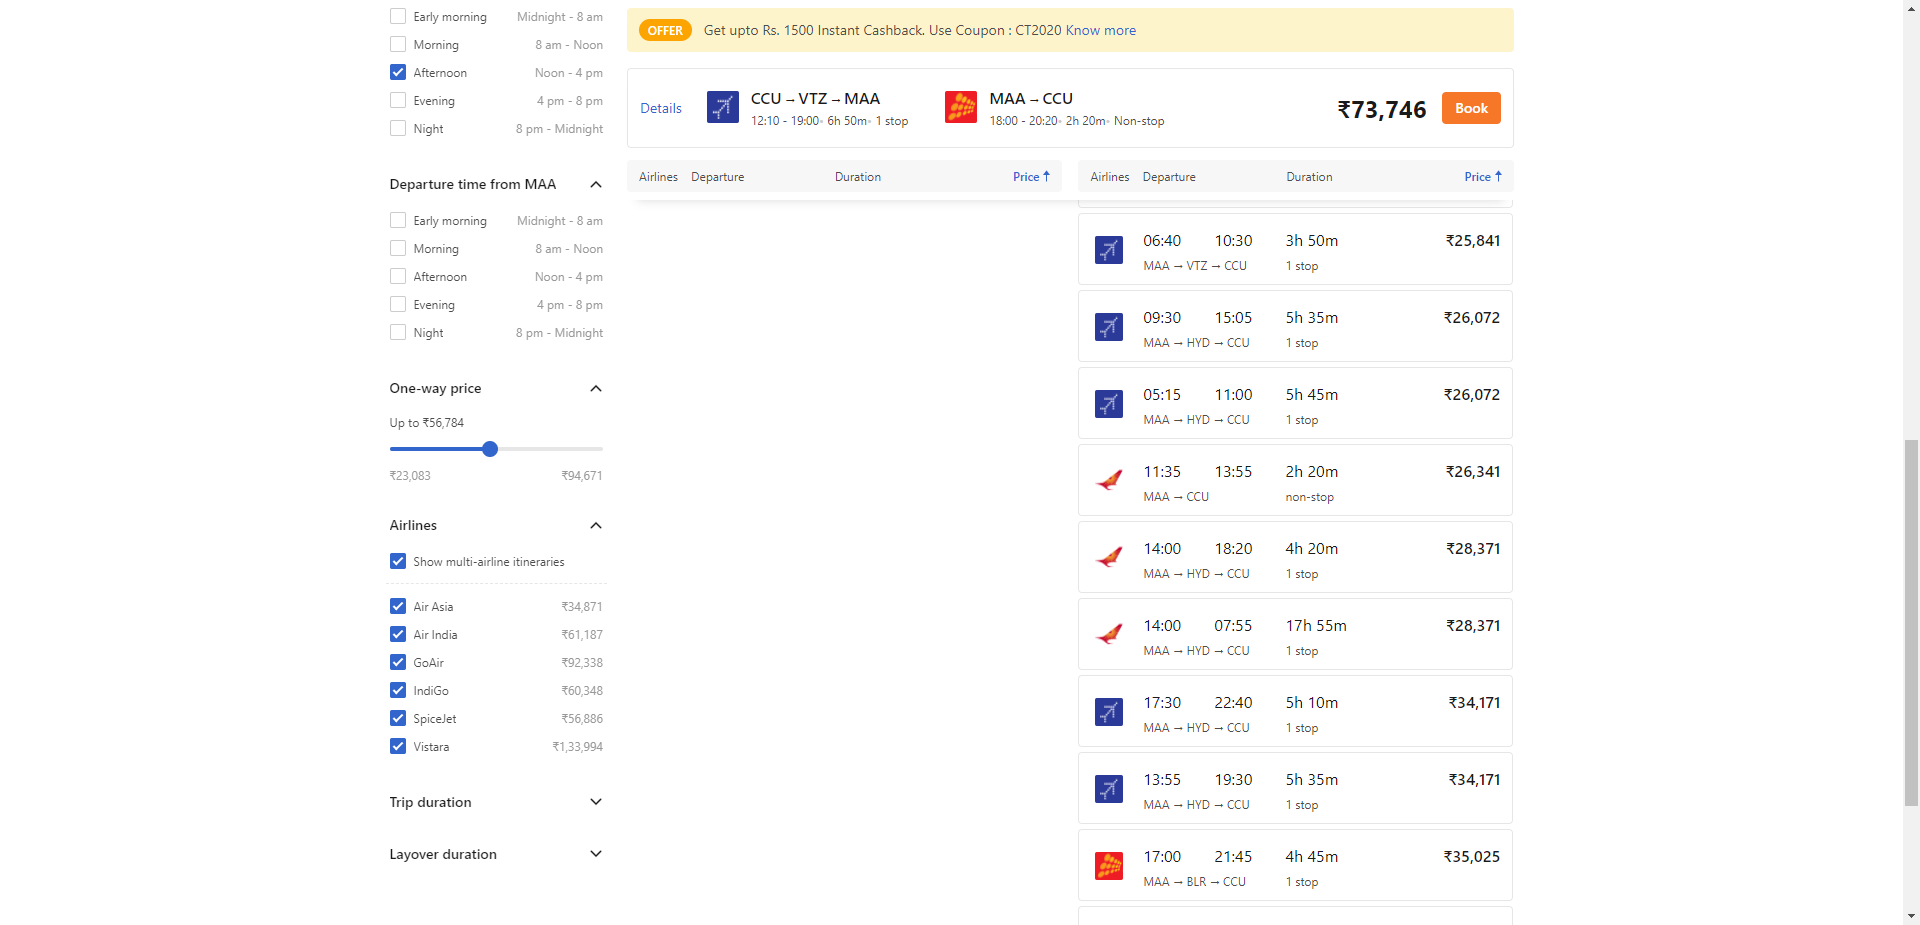 Early morning Midnight - 8 am
Morning 8 am - Noon
Afternoon Noon - 4 pm
Evening 4 pm - 8 pm
Night 8 pm - Midnight
Departure time from MAA
Early morning Midnight - 8 am
Morning 8 am - Noon
Afternoon Noon - 4 pm
Evening 4 pm - 8 pm
Night 8 pm - Midnight
One-way price
Up to ₹56,784
₹23,083 ₹94,671
Airlines
Show multi-airline itineraries
Air Asia ₹34,871
Air India ₹61,187
GoAir ₹92,338
IndiGo ₹60,348
SpiceJet ₹56,886
Vistara ₹1,33,994
Trip duration
Layover duration
OFFER Get upto Rs. 1500 Instant Cashback. Use Coupon : CT2020 Know more
Details
CCU → VTZ → MAA
12:10 - 19:00• 6h 50m• 1 stop
MAA → CCU
18:00 - 20:20• 2h 20m• Non-stop
₹73,746 Book
Airlines Departure Duration Price ↑
Airlines Departure Duration Price ↑
06:40 10:30 3h 50m ₹25,841
MAA → VTZ → CCU 1 stop
09:30 15:05 5h 35m ₹26,072
MAA → HYD → CCU 1 stop
05:15 11:00 5h 45m ₹26,072
MAA → HYD → CCU 1 stop
11:35 13:55 2h 20m ₹26,341
MAA → CCU non-stop
14:00 18:20 4h 20m ₹28,371
MAA → HYD → CCU 1 stop
14:00 07:55 17h 55m ₹28,371
MAA → HYD → CCU 1 stop
17:30 22:40 5h 10m ₹34,171
MAA → HYD → CCU 1 stop
13:55 19:30 5h 35m ₹34,171
MAA → HYD → CCU 1 stop
17:00 21:45 4h 45m ₹35,025
MAA → BLR → CCU 1 stop